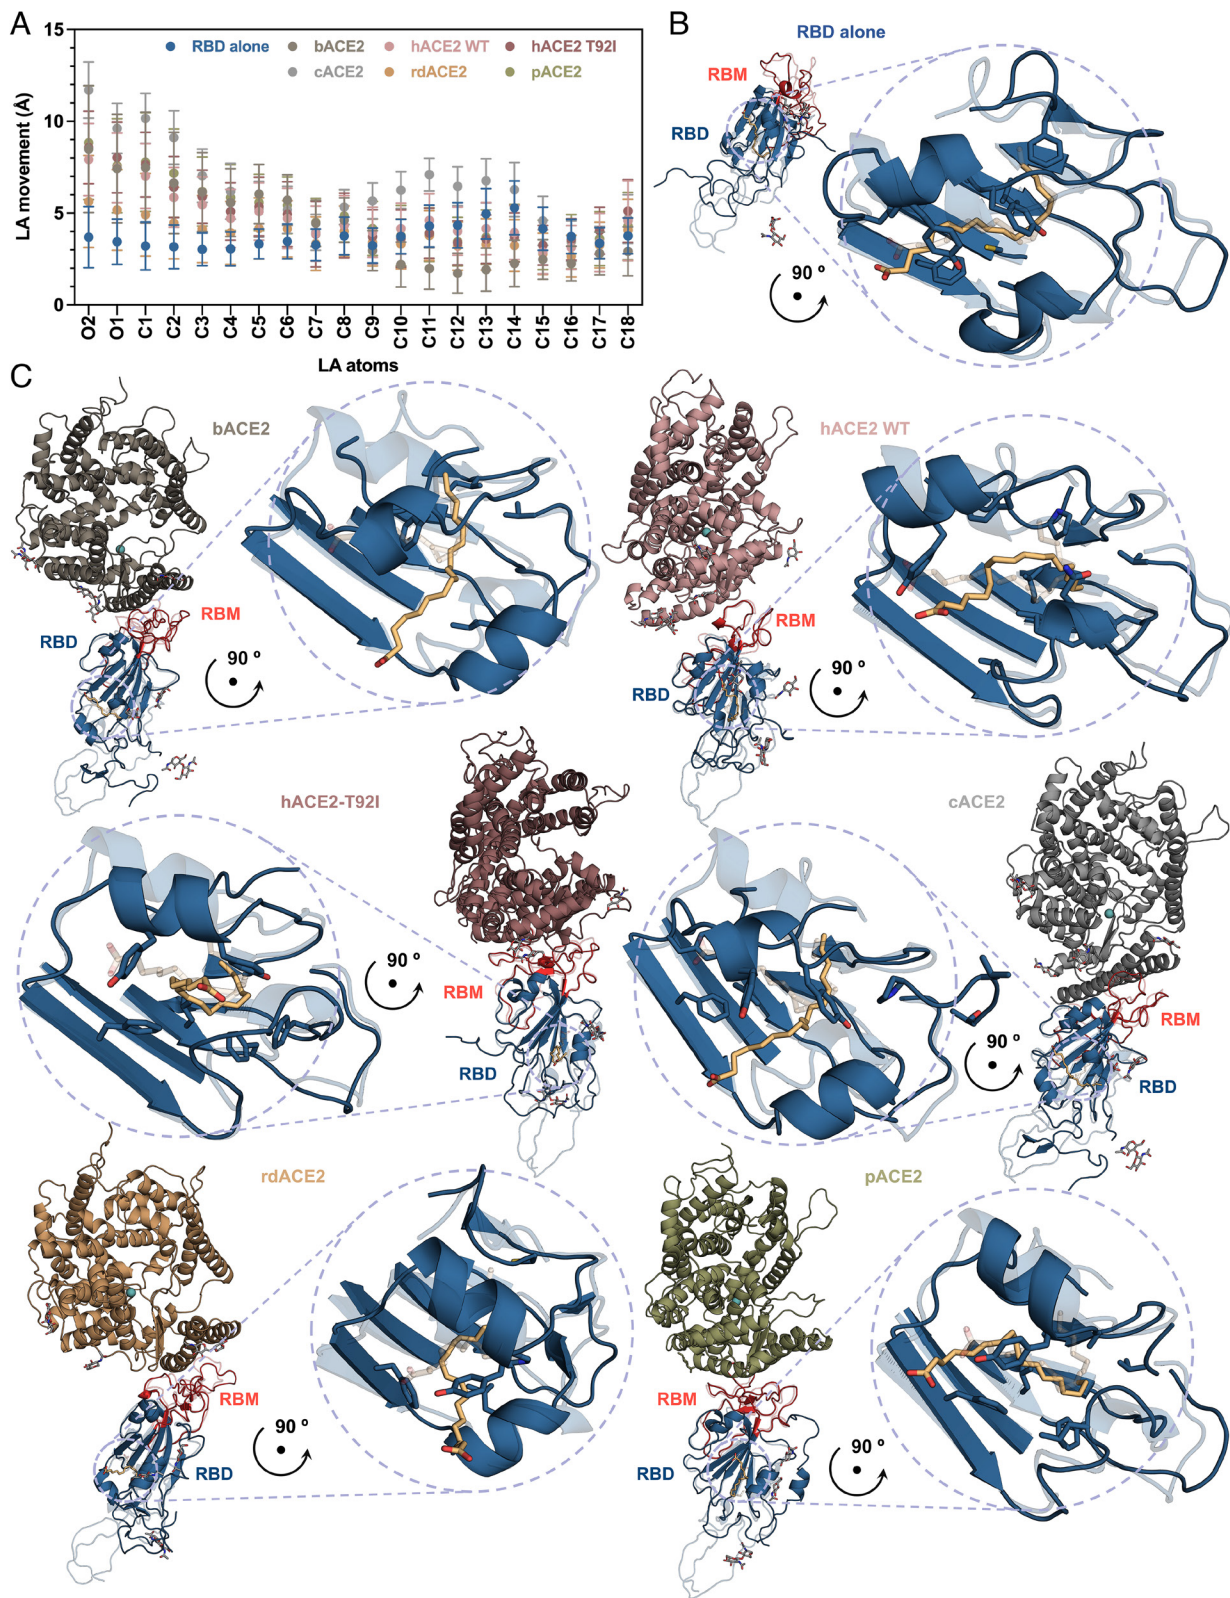 A
15
10
5
0
LA movement (Å)
RBD alone
bACE2
hACE2 WT
hACE2 T92I
cACE2
rdACE2
pACE2
O2 O1 C1 C2 C3 C4 C5 C6 C7 C8 C9 C10 C11 C12 C13 C14 C15 C16 C17 C18
LA atoms
B
RBD alone
RBM
RBD
90 º
C
bACE2
RBM
RBD
90 º
hACE2 WT
RBM
RBD
90 º
hACE2-T92I
90 º
RBM
RBD
cACE2
RBM
90 º
RBD
rdACE2
RBM
90 º
RBD
pACE2
RBM
90 º
RBD